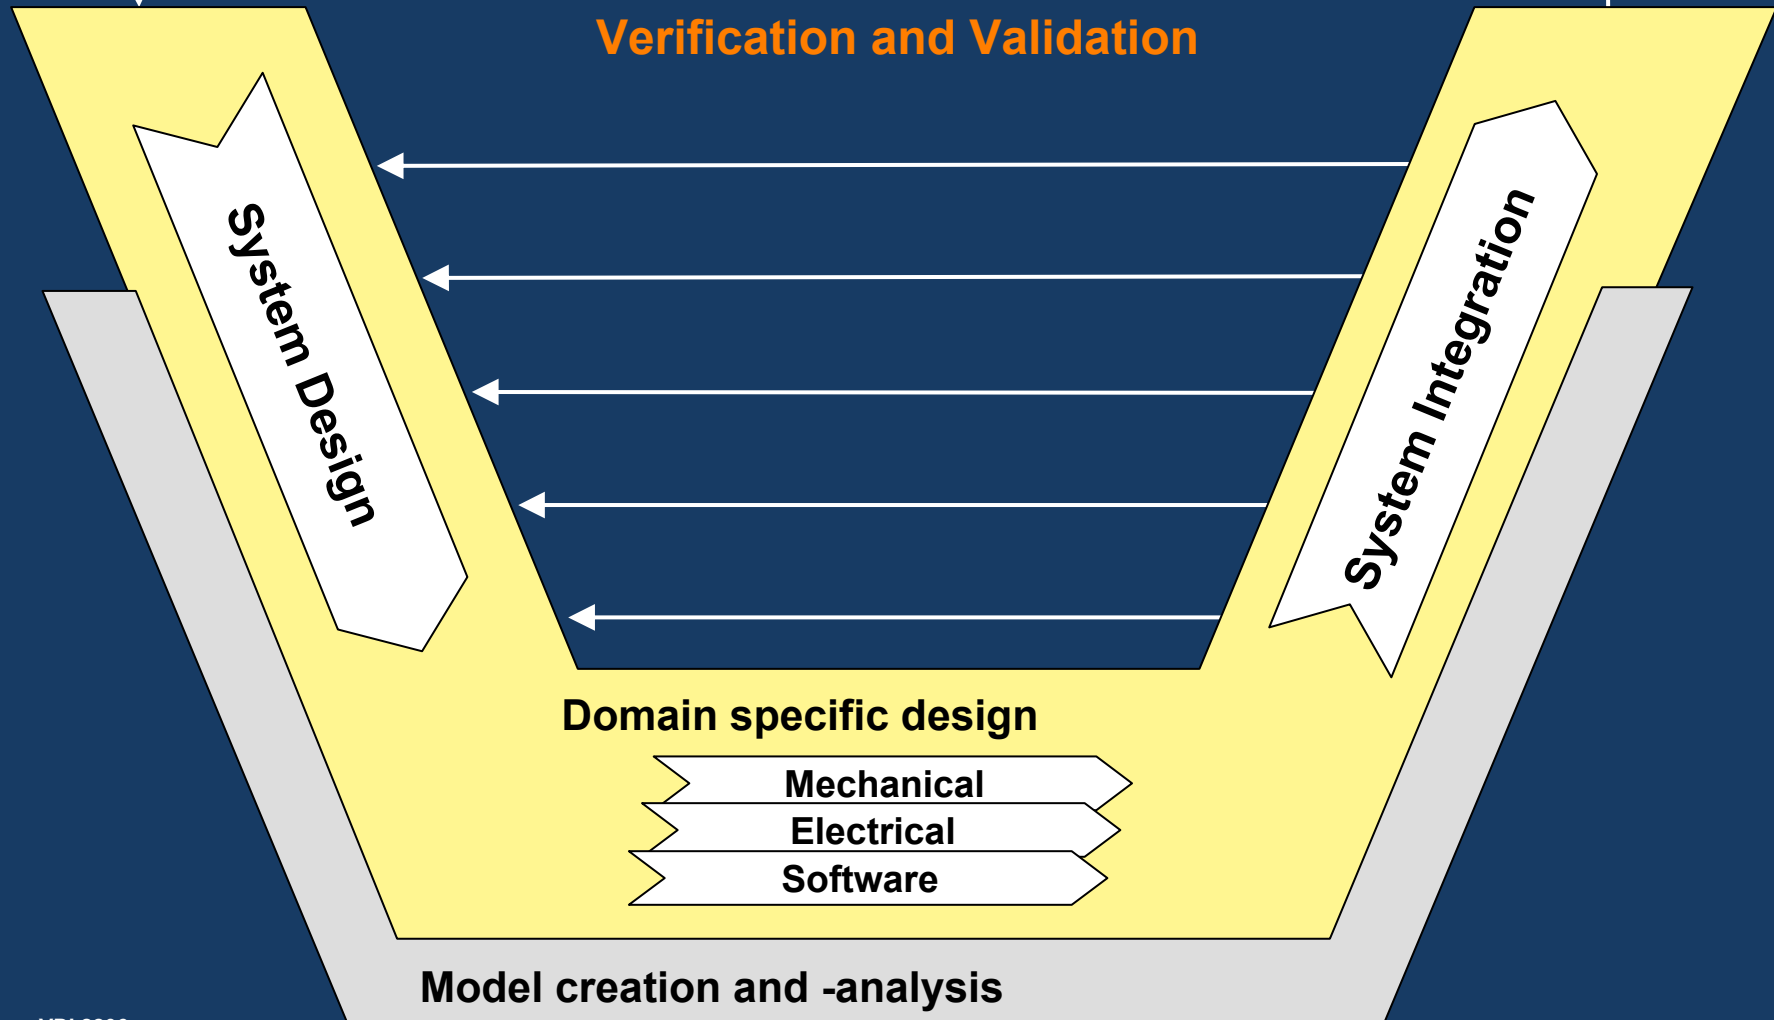 Verification and Validation
System Design
System Integration
Domain specific design
Mechanical
Electrical
Software
Model creation and -analysis